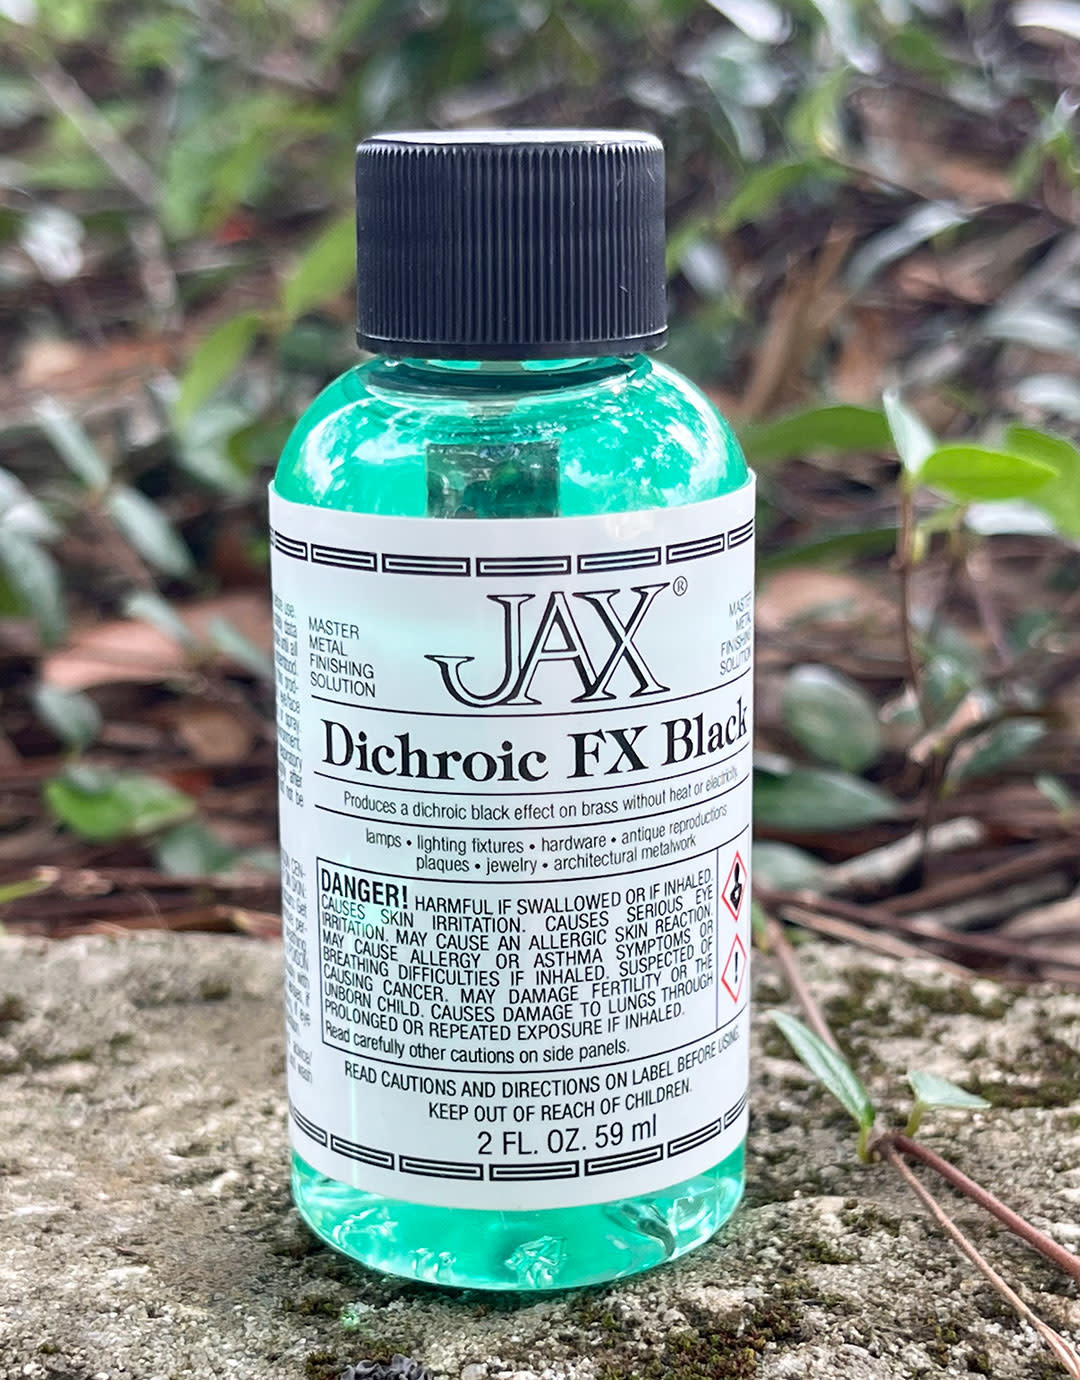 JAX®
MASTER
METAL
FINISHING
SOLUTION
MASTER
METAL
FINISHING
SOLUTION
Dichroic FX Black
Produces a dichroic black effect on brass without heat or electricity.
lamps • lighting fixtures • hardware • antique reproductions
plaques • jewelry • architectural metalwork
DANGER! HARMFUL IF SWALLOWED OR IF INHALED.
CAUSES SKIN IRRITATION. CAUSES SERIOUS EYE
IRRITATION. MAY CAUSE AN ALLERGIC SKIN REACTION.
MAY CAUSE ALLERGY OR ASTHMA SYMPTOMS OR
BREATHING DIFFICULTIES IF INHALED. SUSPECTED OF
CAUSING CANCER. MAY DAMAGE FERTILITY OR THE
UNBORN CHILD. CAUSES DAMAGE TO LUNGS THROUGH
PROLONGED OR REPEATED EXPOSURE IF INHALED.
Read carefully other cautions on side panels.
READ CAUTIONS AND DIRECTIONS ON LABEL BEFORE USING.
KEEP OUT OF REACH OF CHILDREN.
2 FL. OZ. 59 ml